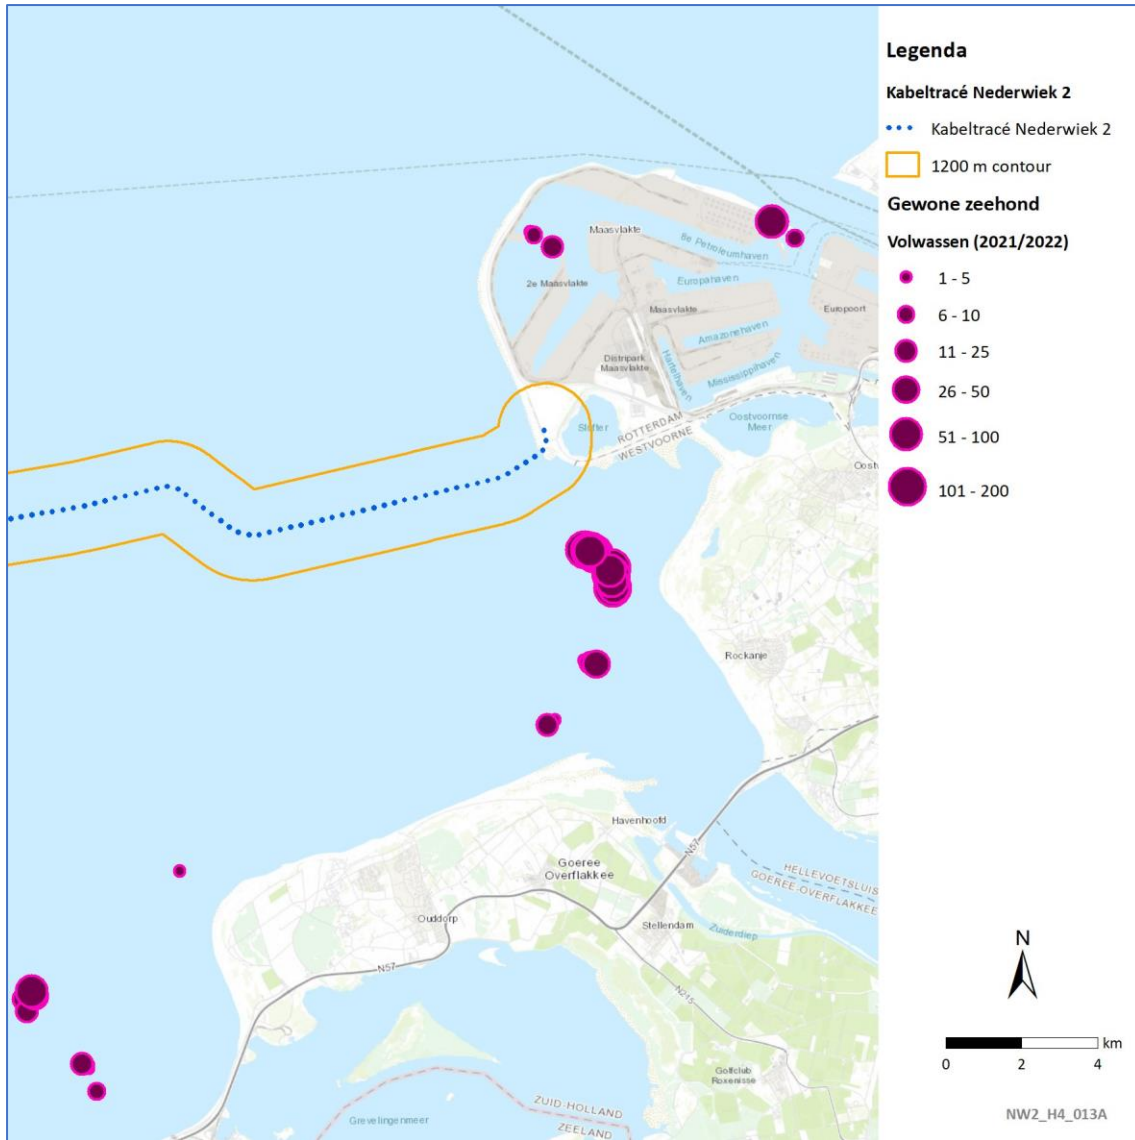 Legenda
Kabeltracé Nederwiek 2
Kabeltracé Nederwiek 2
1200 m contour
Gewone zeehond
Volwassen (2021/2022)
1 - 5
6 - 10
11 - 25
26 - 50
51 - 100
101 - 200
Maasvlakte
8e Petroleumhaven
2e Maasvlakte
Europahaven
Maasvlakte
Europoort
Amazonehaven
Distripark
Maasvlakte
Hartelhaven
Mississippihaven
Slufter
ROTTERDAM
WESTVOORNE
Oostvoornse
Meer
Oostv
Rockanje
Havenhoofd
N57
Goeree
Overflakkee
HELLEVOETSLUIS
GOEREE-OVERFLAKKEE
Ouddorp
Stellendam
Zuiderdiep
N57
N215
Golfclub
Roxenisse
Grevelingenmeer
ZUID-HOLLAND
ZEELAND
N
km
0 2 4
NW2_H4_013A